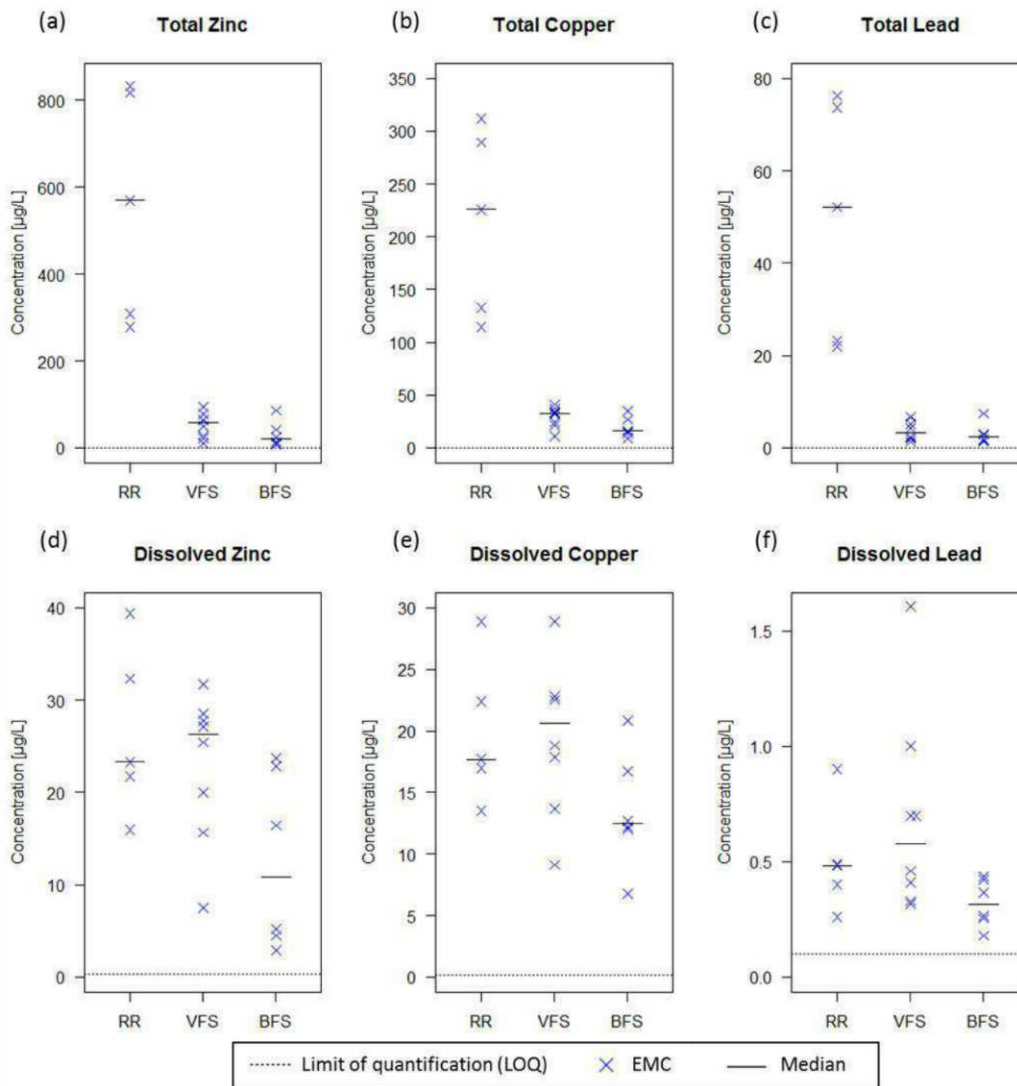 (a) Total Zinc
(b) Total Copper
(c) Total Lead
Concentration [µg/L]
800
600
400
200
0
RR VFS BFS
Concentration [µg/L]
350
300
250
200
150
100
50
0
RR VFS BFS
Concentration [µg/L]
80
60
40
20
0
RR VFS BFS
(d) Dissolved Zinc
(e) Dissolved Copper
(f) Dissolved Lead
Concentration [µg/L]
40
30
20
10
0
RR VFS BFS
Concentration [µg/L]
30
25
20
15
10
5
0
RR VFS BFS
Concentration [µg/L]
1.5
1.0
0.5
0.0
RR VFS BFS
Limit of quantification (LOQ) EMC Median